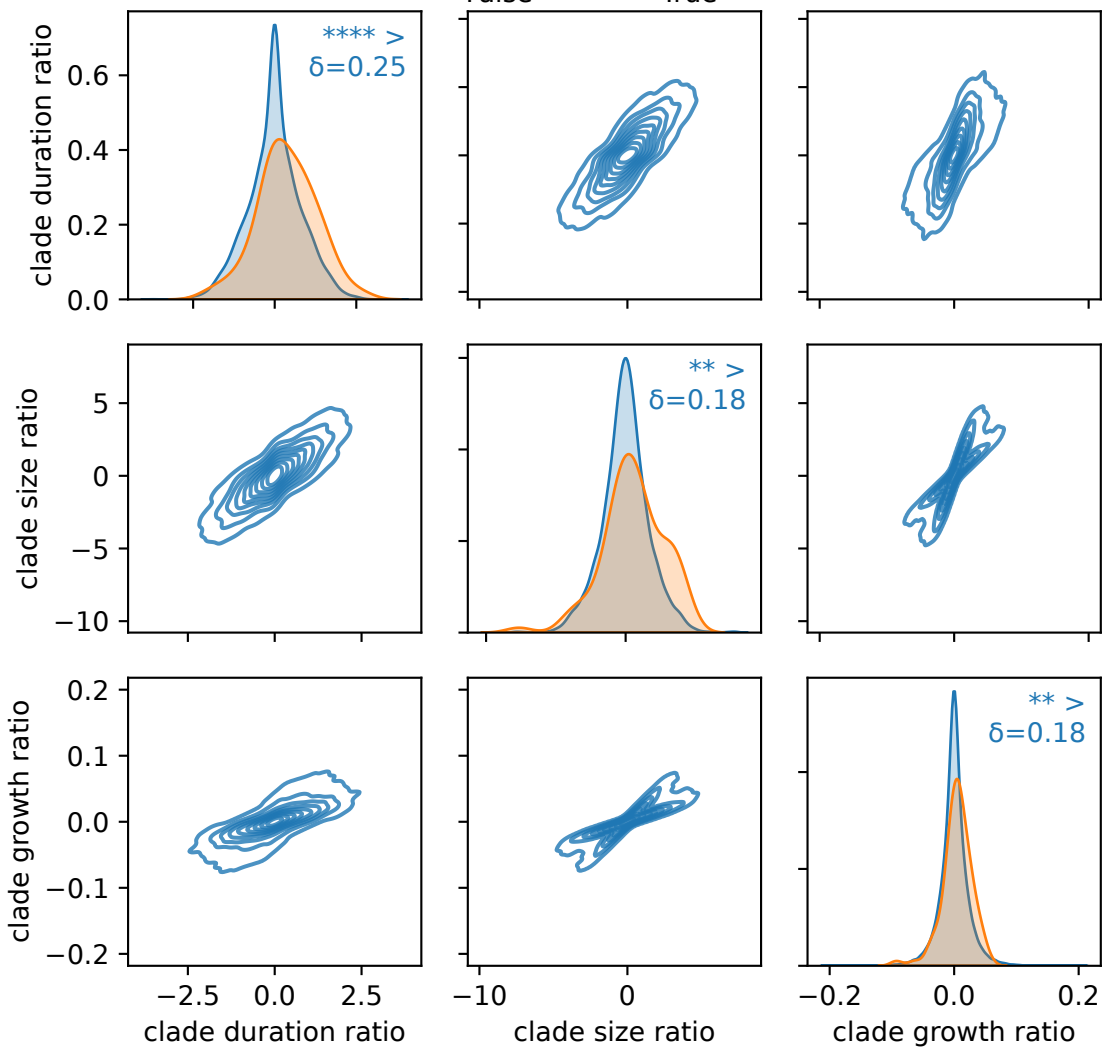 False True
clade duration ratio
0.6
0.4
0.2
0.0
**** >
δ=0.25
clade size ratio
5
0
−5
−10
** >
δ=0.18
clade growth ratio
0.2
0.1
0.0
−0.1
−0.2
** >
δ=0.18
−2.5 0.0 2.5
−10 0
−0.2 0.0 0.2
clade duration ratio
clade size ratio
clade growth ratio